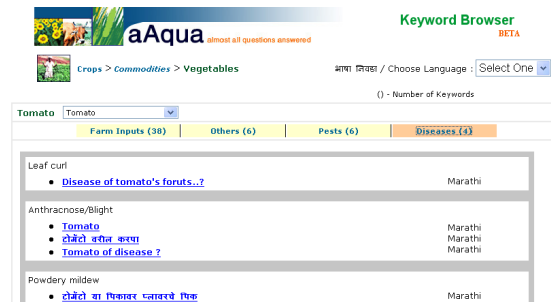 aAqua almost all questions answered
Keyword Browser
BETA
Crops > Commodities > Vegetables
भाषा निवडा / Choose Language : Select One
() - Number of Keywords
Tomato Tomato
Farm Inputs (38) Others (6) Pests (6) Diseases (4)
Leaf curl
Disease of tomato's foruts..? Marathi
Anthracnose/Blight
Tomato Marathi
टोमॅटो वरील करपा Marathi
Tomato of disease ? Marathi
Powdery mildew
टोमॅटो या पिकावर प्लावरचे पिक Marathi